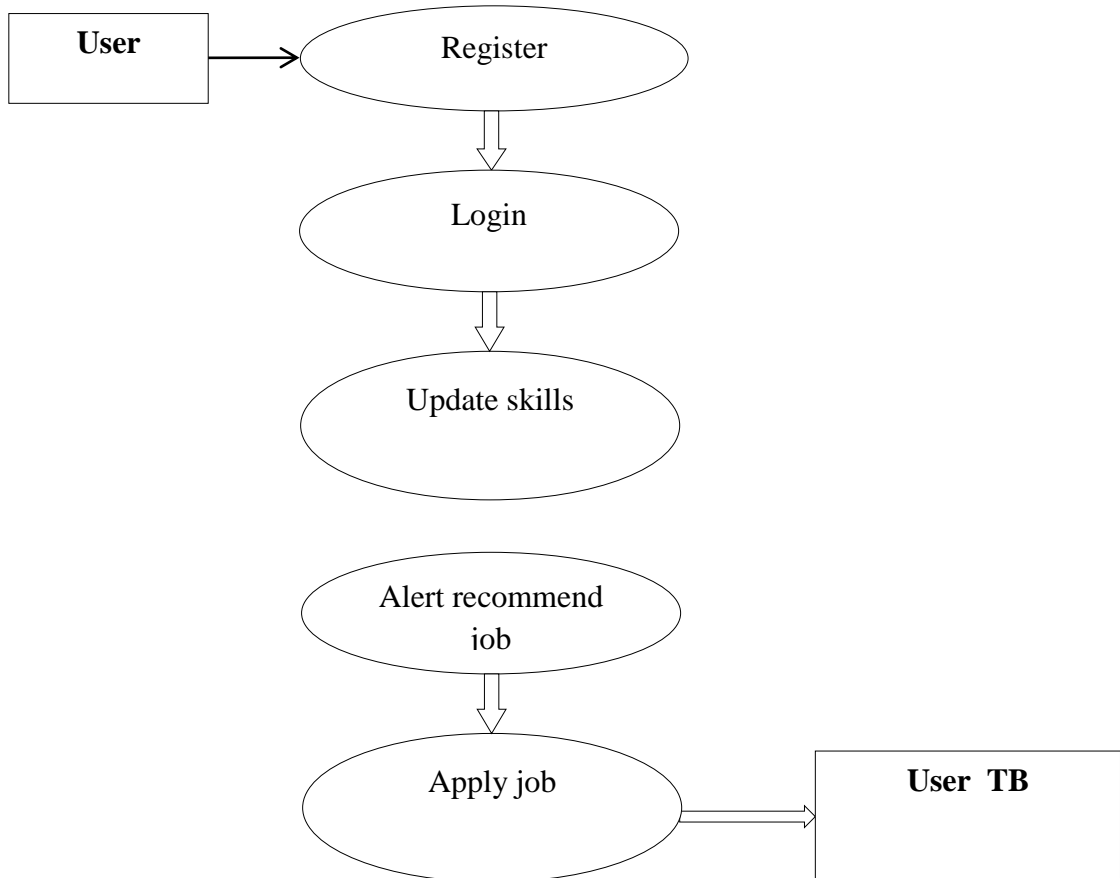 User
Register
Login
Update skills
Alert recommend
job
Apply job
User TB